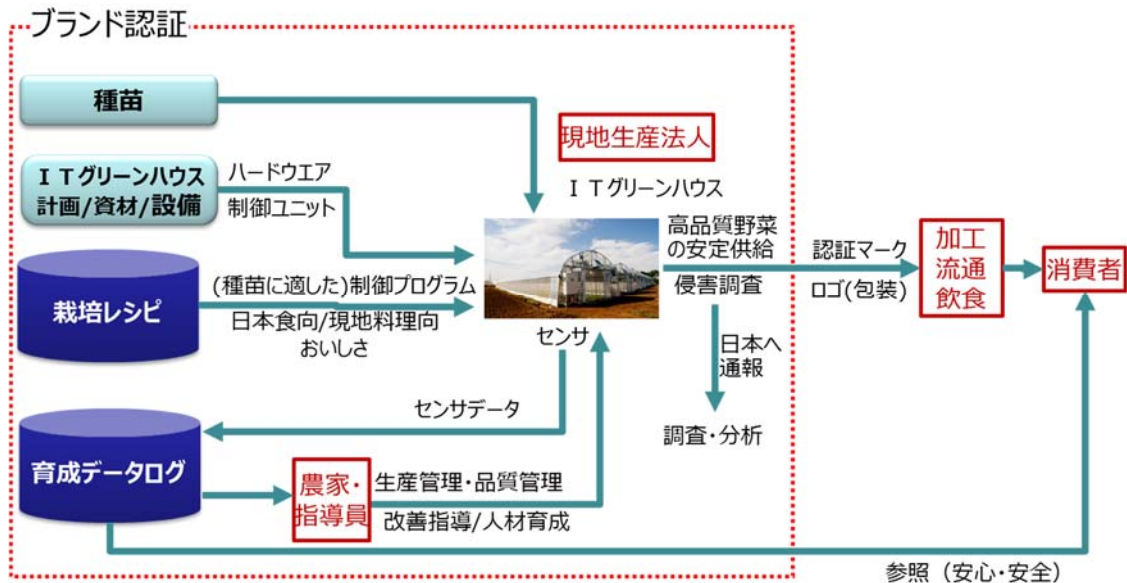 ブランド認証
種苗
現地生産法人
ＩＴグリーンハウス
計画/資材/設備
ハードウエア
制御ユニット
ＩＴグリーンハウス
高品質野菜
の安定供給
侵害調査
認証マーク
ロゴ(包装)
加工
流通
飲食
消費者
栽培レシピ
(種苗に適した)制御プログラム
日本食向/現地料理向
おいしさ
センサ
日本へ
通報
調査・分析
センサデータ
育成データログ
農家・
指導員
生産管理・品質管理
改善指導/人材育成
参照（安心・安全）